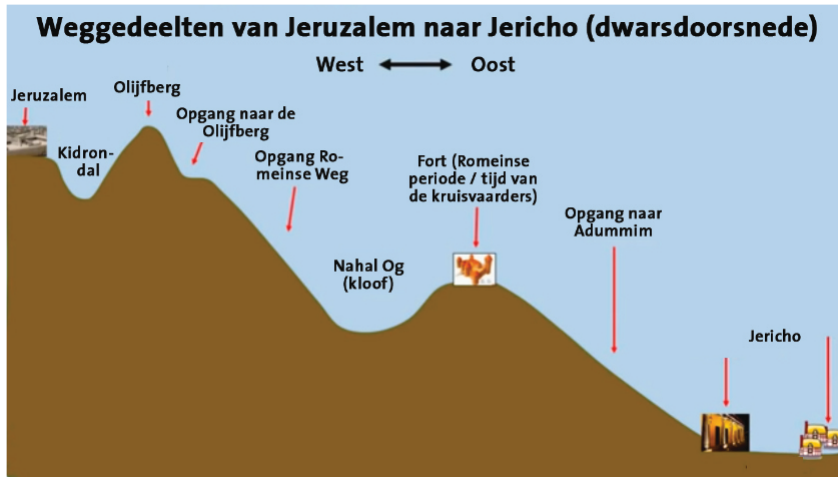 Weggedeelten van Jeruzalem naar Jericho (dwarsdoorsnede)
West
Oost
Jeruzalem
Olijfberg
Opgang naar de
Olijfberg
Kidron-
dal
Opgang Ro-
meinse Weg
Fort (Romeinse
periode / tijd van
de kruisvaarders)
Opgang naar
Adummim
Nahal Og
(kloof)
Jericho